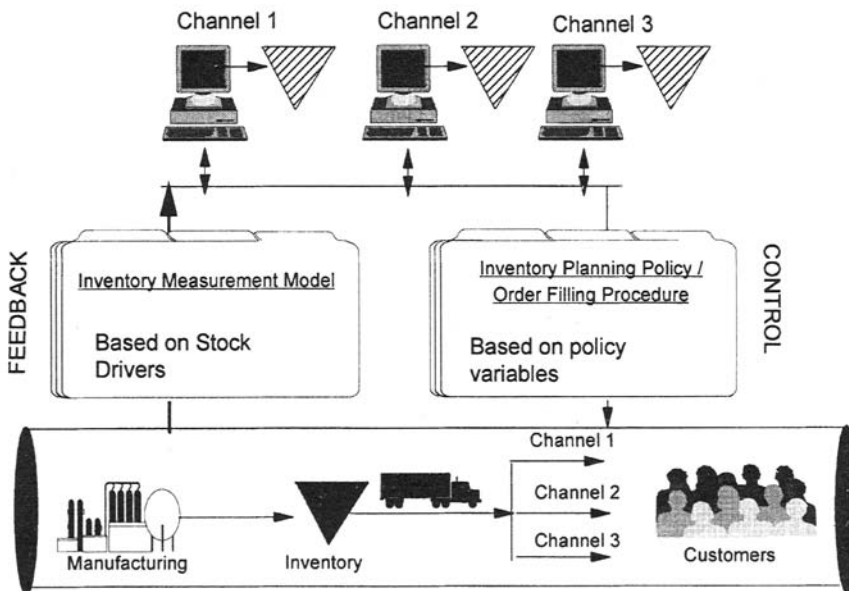 Channel 1
Channel 2
Channel 3
FEEDBACK
Inventory Measurement Model
Based on Stock
Drivers
Inventory Planning Policy /
Order Filling Procedure
Based on policy
variables
CONTROL
Channel 1
Channel 2
Channel 3
Manufacturing
Inventory
Customers